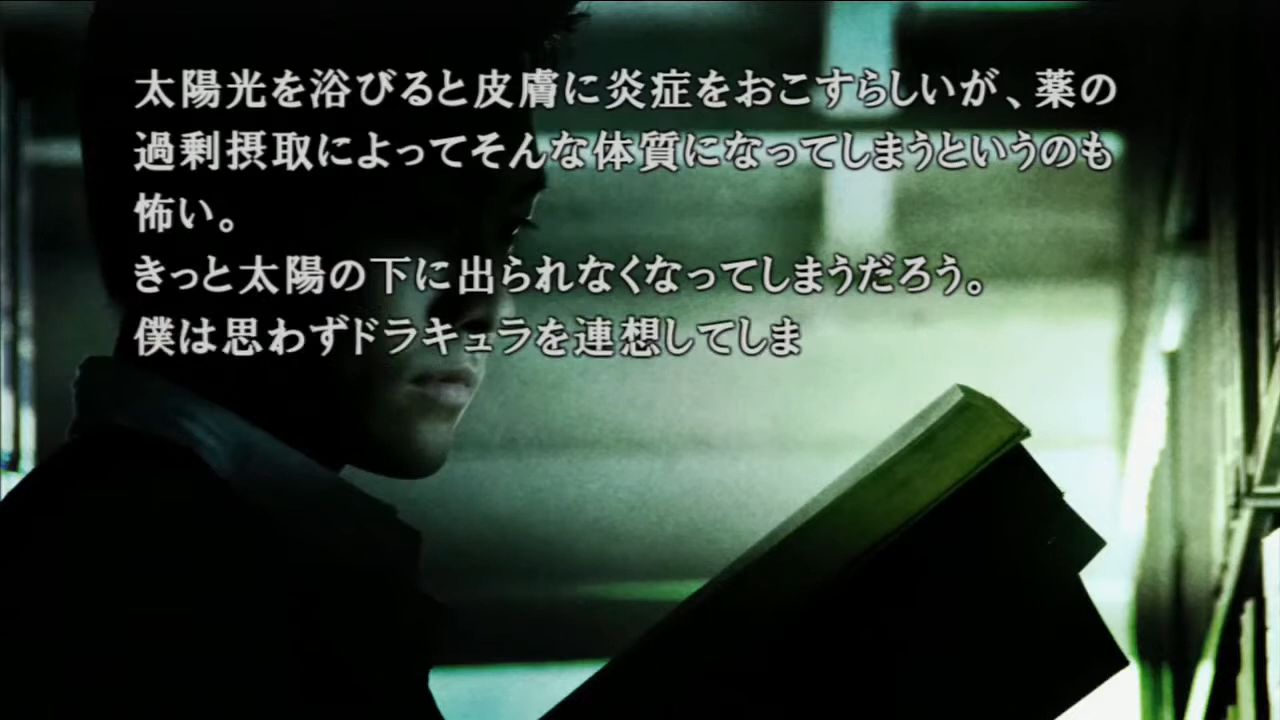 太陽光を浴びると皮膚に炎症をおこすらしいが、薬の
過剰摂取によってそんな体質になってしまうというのも
怖い。
きっと太陽の下に出られなくなってしまうだろう。
僕は思わずドラキュラを連想してしま